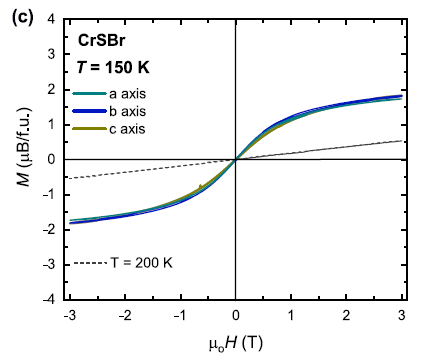 (c)
CrSBr
T = 150 K
a axis
b axis
c axis
T = 200 K
M (μB/f.u.)
4
3
2
1
0
-1
-2
-3
-4
-3
-2
-1
0
1
2
3
μoH (T)